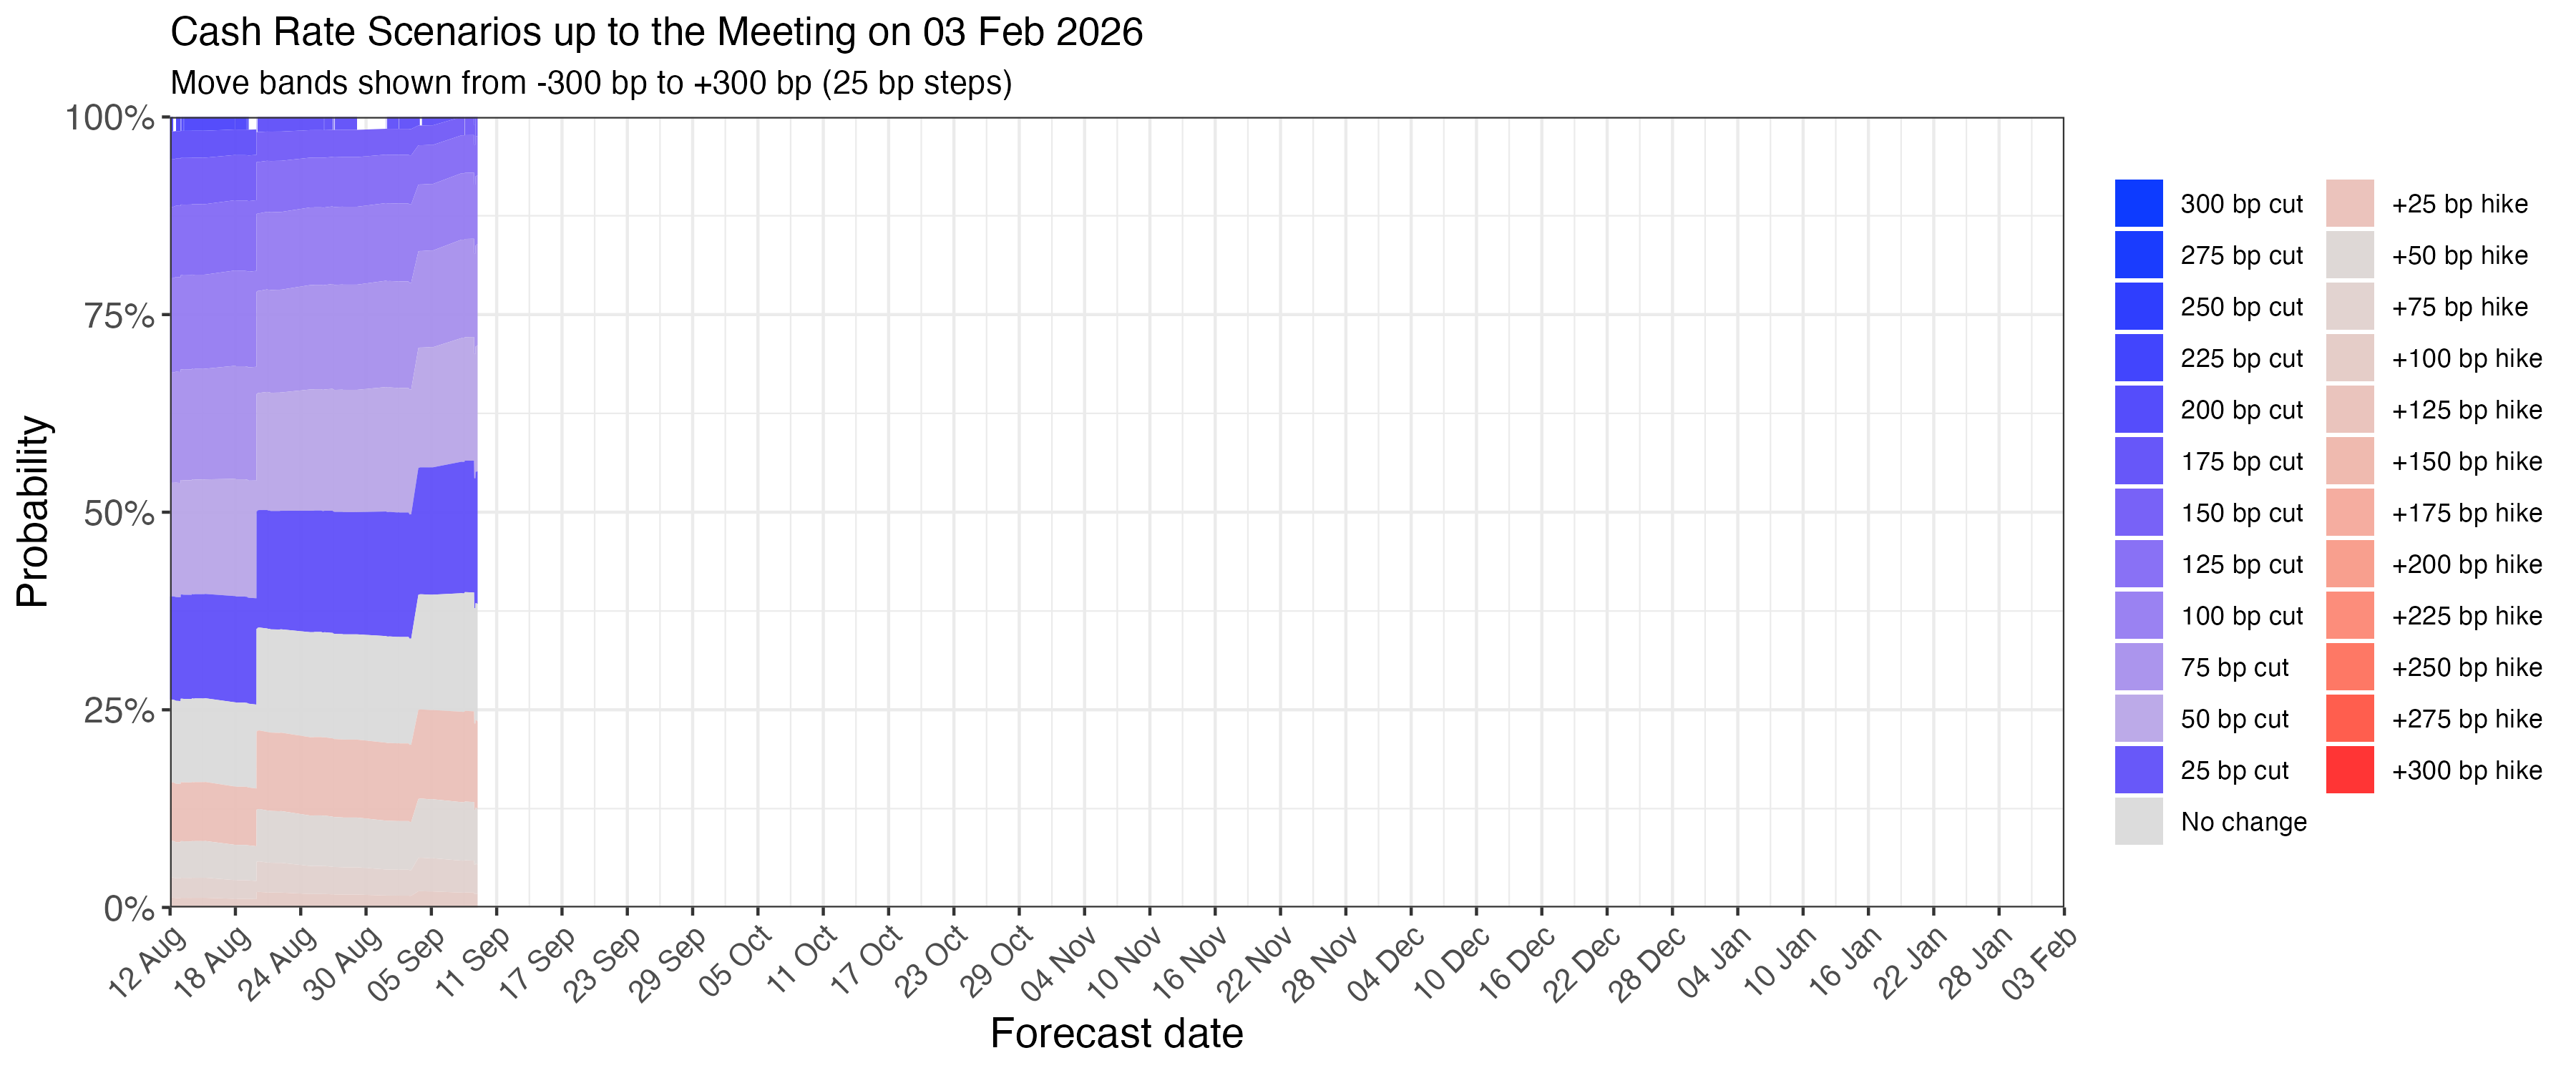 Cash Rate Scenarios up to the Meeting on 03 Feb 2026
Move bands shown from -300 bp to +300 bp (25 bp steps)
Probability
100%
75%
50%
25%
0%
12 Aug
18 Aug
24 Aug
30 Aug
05 Sep
11 Sep
17 Sep
23 Sep
29 Sep
05 Oct
11 Oct
17 Oct
23 Oct
29 Oct
04 Nov
10 Nov
16 Nov
22 Nov
28 Nov
04 Dec
10 Dec
16 Dec
22 Dec
28 Dec
04 Jan
10 Jan
16 Jan
22 Jan
28 Jan
03 Feb
Forecast date
300 bp cut
275 bp cut
250 bp cut
225 bp cut
200 bp cut
175 bp cut
150 bp cut
125 bp cut
100 bp cut
75 bp cut
50 bp cut
25 bp cut
No change
+25 bp hike
+50 bp hike
+75 bp hike
+100 bp hike
+125 bp hike
+150 bp hike
+175 bp hike
+200 bp hike
+225 bp hike
+250 bp hike
+275 bp hike
+300 bp hike